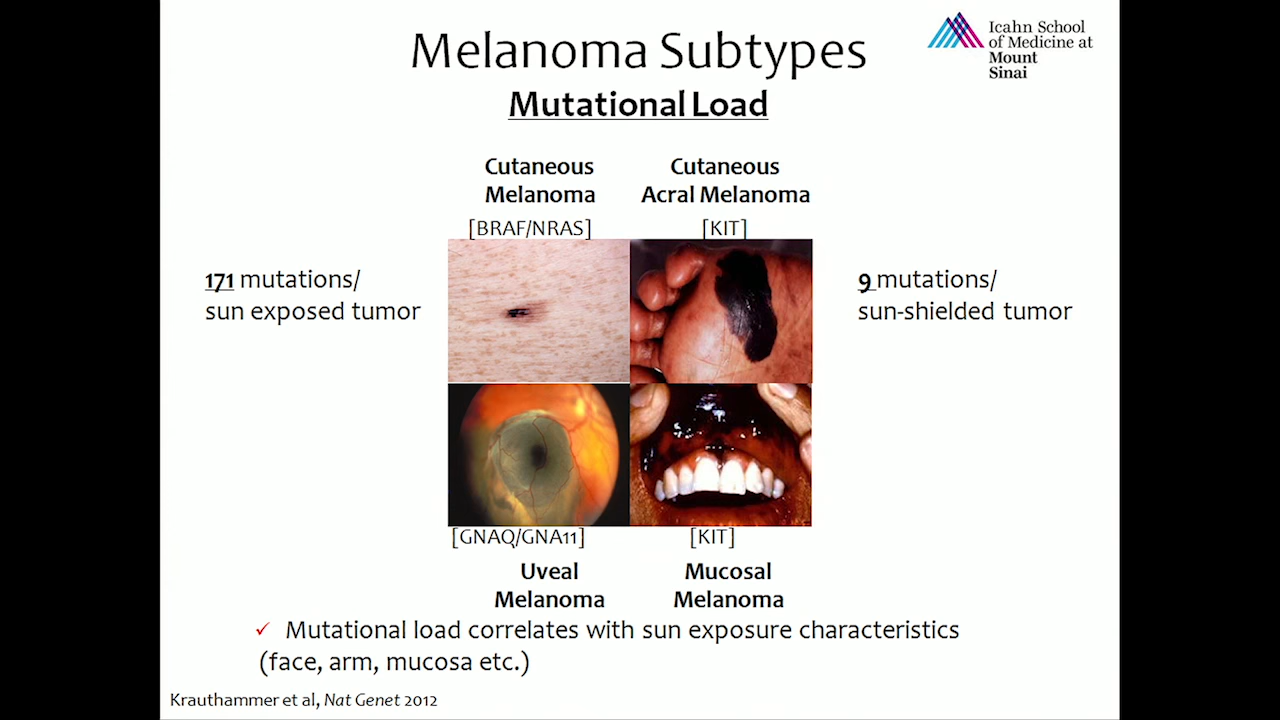 Melanoma Subtypes
Mutational Load
Icahn School
of Medicine at
Mount
Sinai
Cutaneous
Melanoma
[BRAF/NRAS]
Cutaneous
Acral Melanoma
[KIT]
171 mutations/
sun exposed tumor
9 mutations/
sun-shielded tumor
[GNAQ/GNA11]
Uveal
Melanoma
[KIT]
Mucosal
Melanoma
✓ Mutational load correlates with sun exposure characteristics
(face, arm, mucosa etc.)
Krauthammer et al, Nat Genet 2012